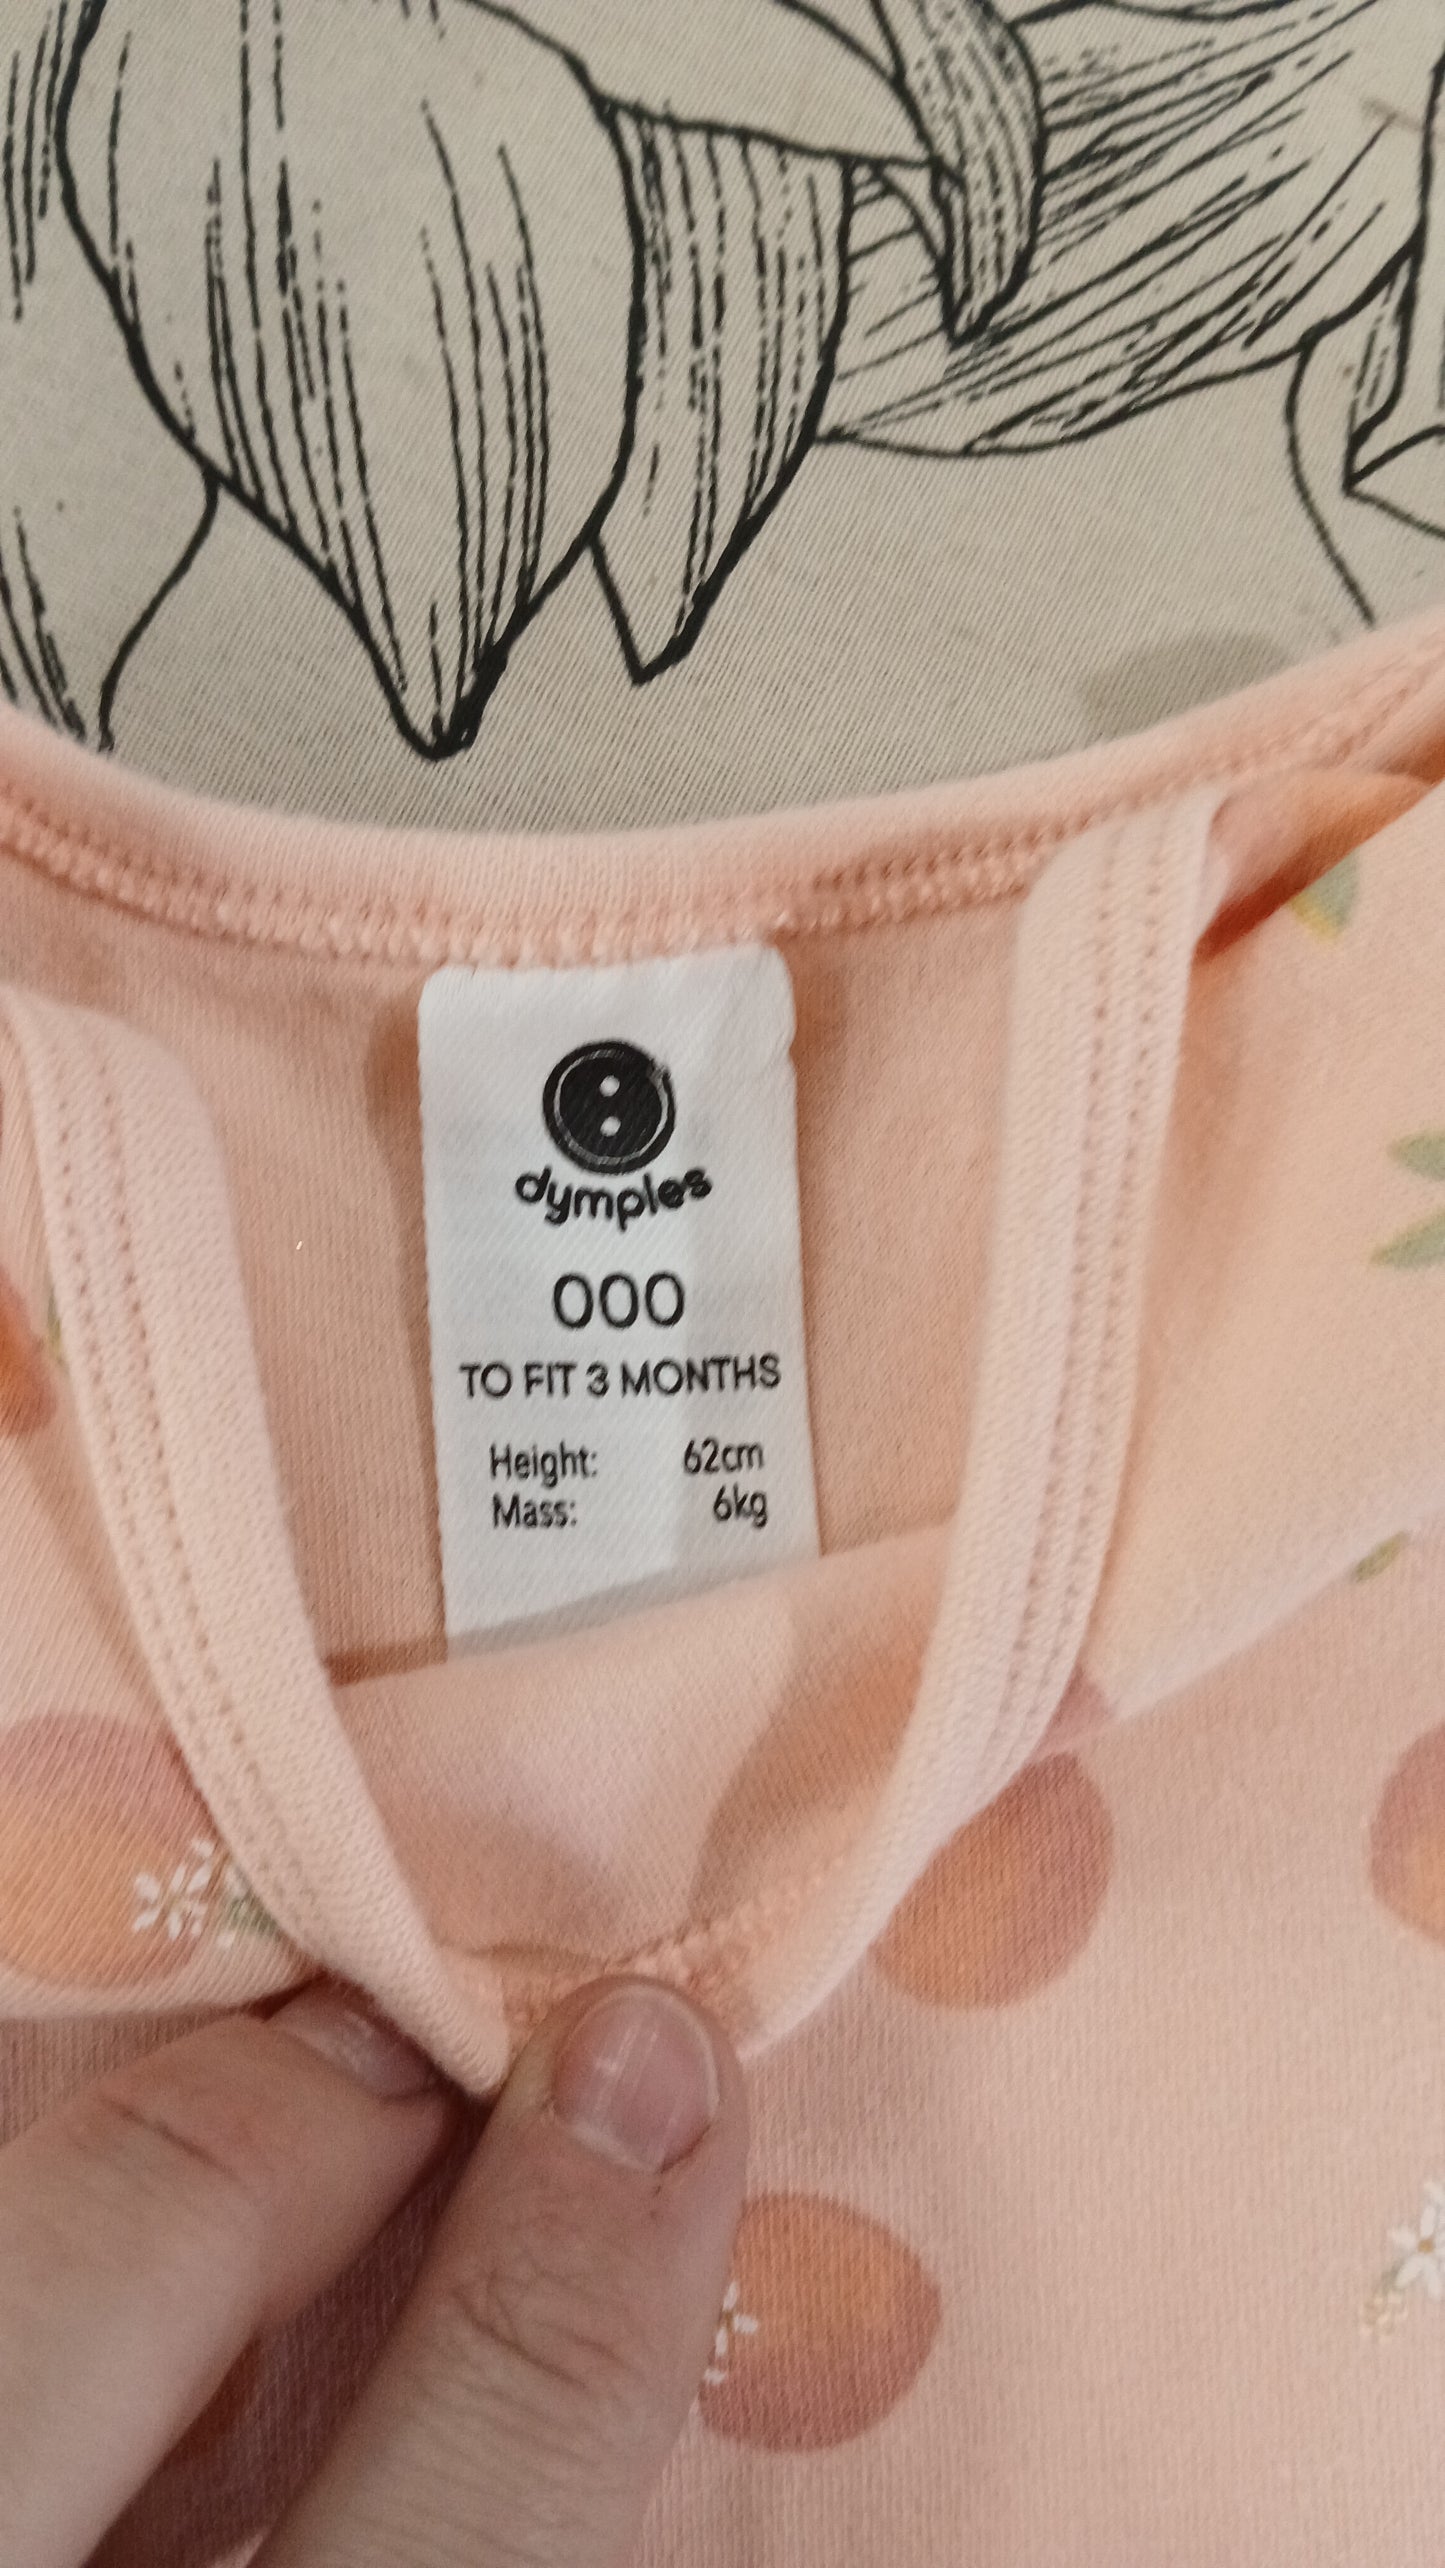 dymples
000
TO FIT 3 MONTHS
Height: 62cm
Mass: 6kg